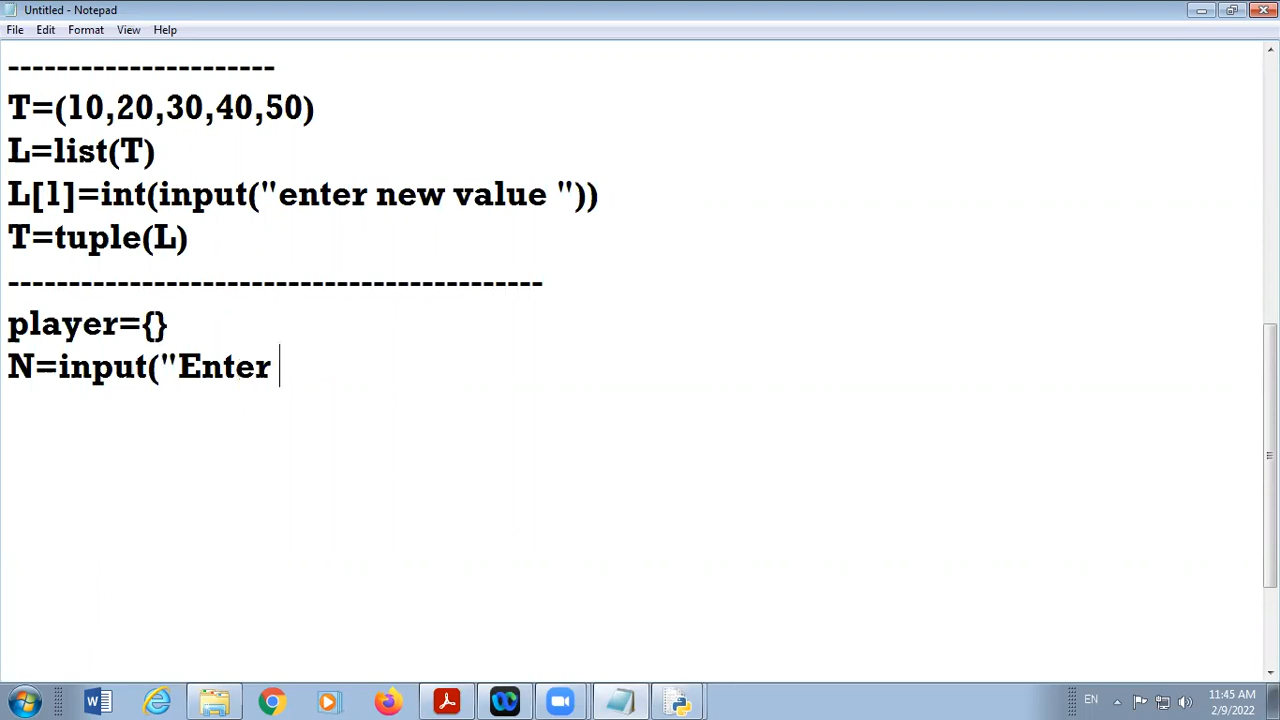 Untitled - Notepad
File Edit Format View Help
----------------------
T=(10,20,30,40,50)
L=list(T)
L[1]=int(input("enter new value "))
T=tuple(L)
--------------------------------------------
player={}
N=input("Enter
EN
11:45 AM
2/9/2022